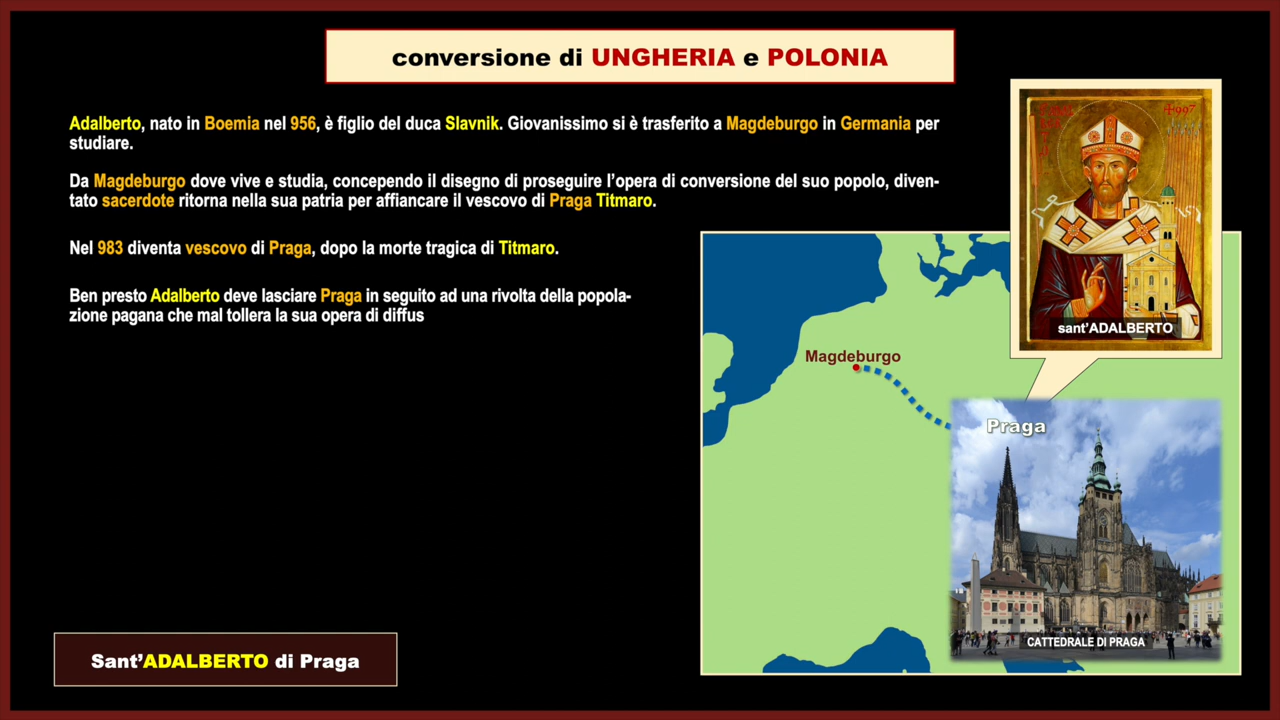 conversione di UNGHERIA e POLONIA
Adalberto, nato in Boemia nel 956, è figlio del duca Slavnik. Giovanissimo si è trasferito a Magdeburgo in Germania per
studiare.
Da Magdeburgo dove vive e studia, concependo il disegno di proseguire l’opera di conversione del suo popolo, diven-
tato sacerdote ritorna nella sua patria per affiancare il vescovo di Praga Titmaro.
Nel 983 diventa vescovo di Praga, dopo la morte tragica di Titmaro.
Ben presto Adalberto deve lasciare Praga in seguito ad una rivolta della popola-
zione pagana che mal tollera la sua opera di diffus
sant’ADALBERTO
Magdeburgo
Praga
CATTEDRALE DI PRAGA
Sant’ADALBERTO di Praga